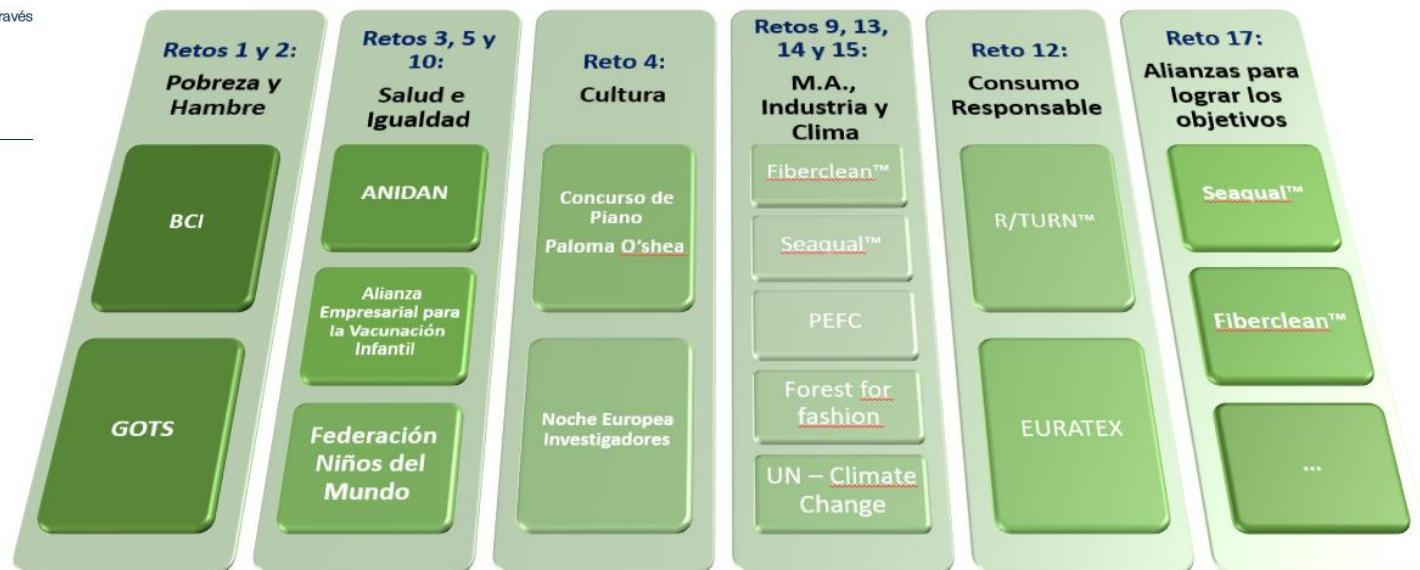 ravés
Retos 1 y 2:
Pobreza y
Hambre
BCI
GOTS
Retos 3, 5 y
10:
Salud e
Igualdad
ANIDAN
Alianza
Empresarial para
la Vacunación
Infantil
Federación
Niños del
Mundo
Reto 4:
Cultura
Concurso de
Piano
Paloma O'shea
Noche Europea
Investigadores
Retos 9, 13,
14 y 15:
M.A.,
Industria y
Clima
Fiberclean™
Seaqual™
PEFC
Forest for
fashion
UN – Climate
Change
Reto 12:
Consumo
Responsable
R/TURN™
EURATEX
Reto 17:
Alianzas para
lograr los
objetivos
Seaqual™
Fiberclean™
...